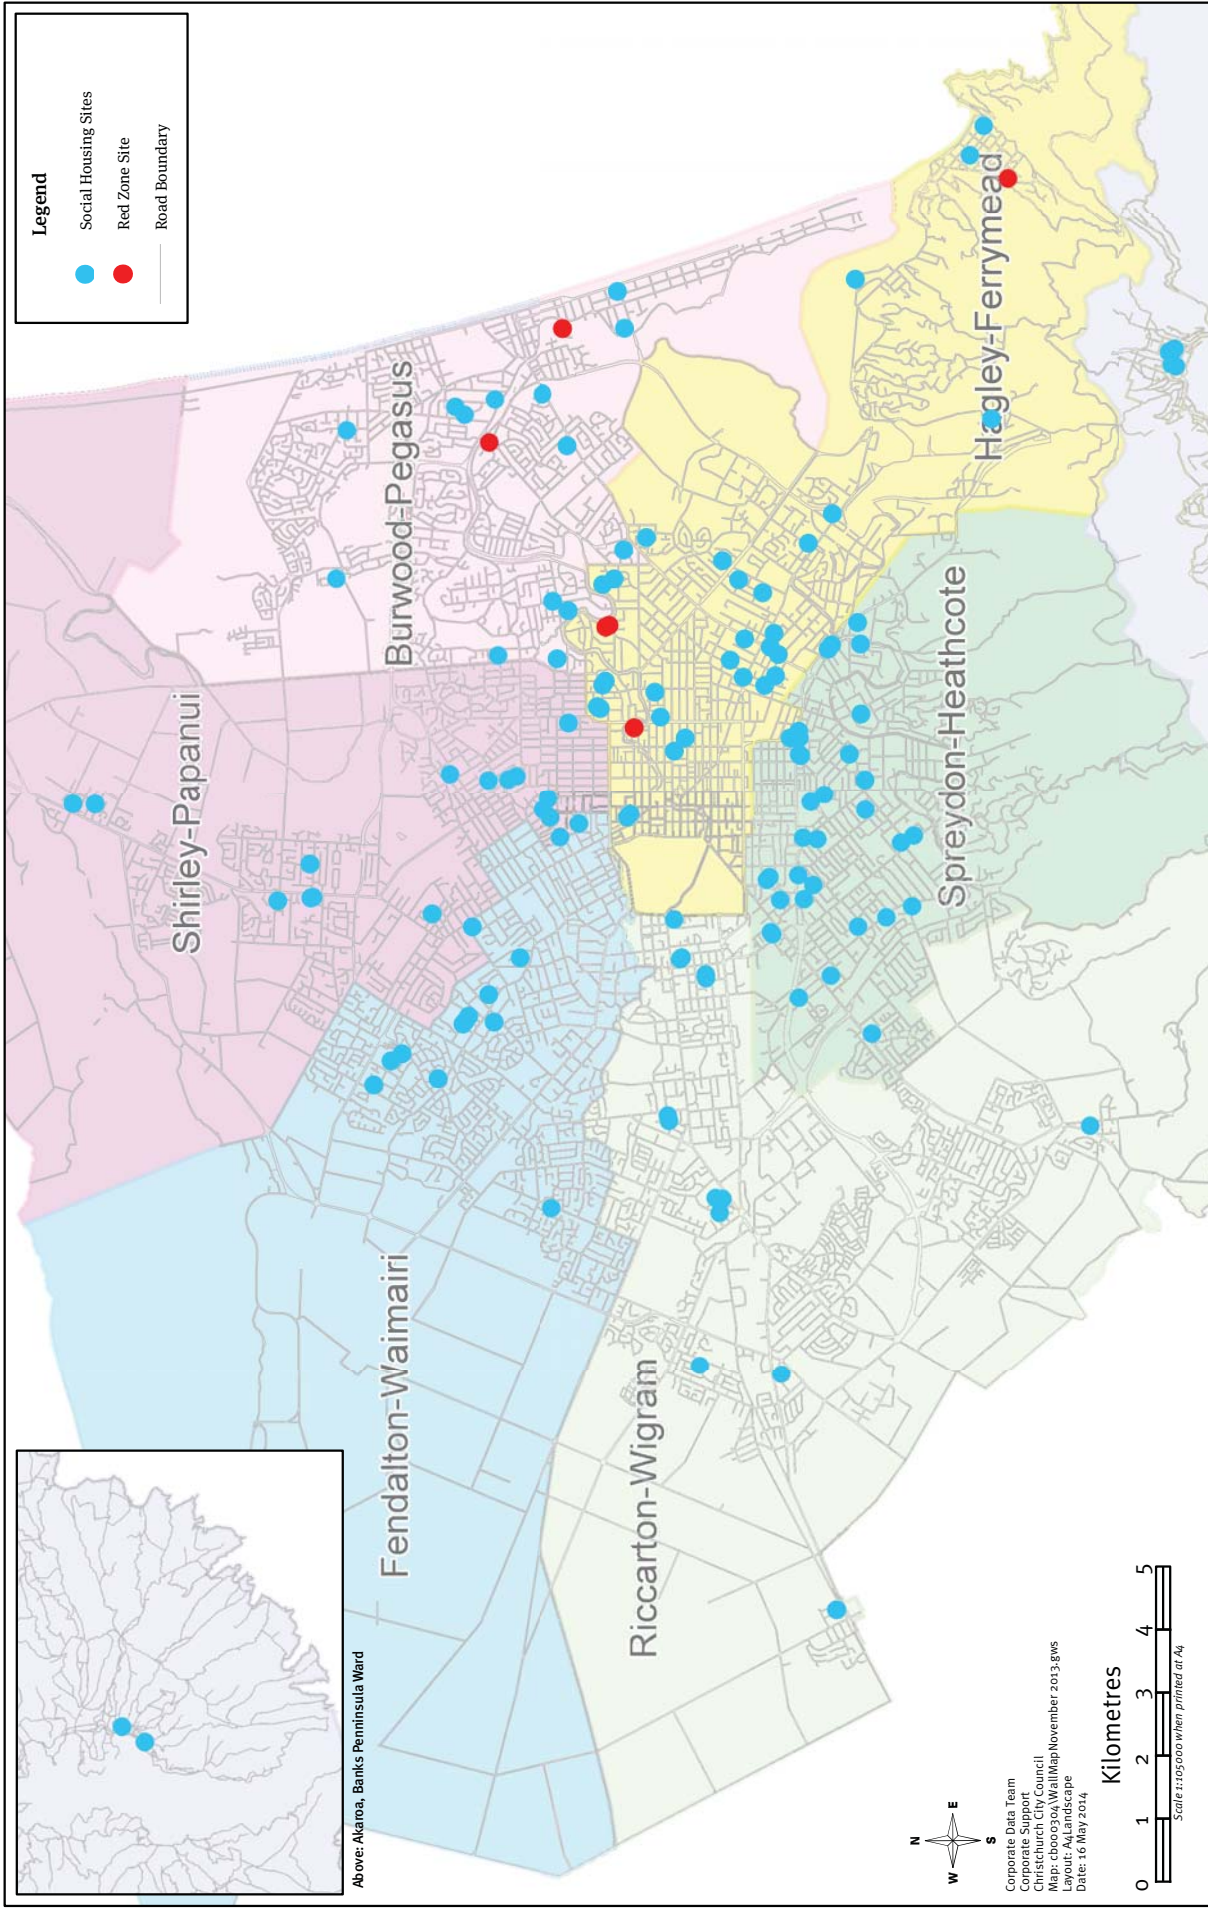 Legend
Social Housing Sites
Red Zone Site
Road Boundary
Shirley-Papanui
Burwood-Pegasus
Fendalton-Waimairi
Riccarton-Wigram
Spreydon-Heathcote
Hagley-Ferrymead
Above: Akaroa, Banks Penninsula Ward
N
W
E
S
Corporate Data Team
Corporate Support
Christchurch City Council
Map: cb000304\WallMapNovember 2013.gws
Layout: A4Landscape
Date: 16 May 2014
Kilometres
0 1 2 3 4 5
Scale 1:105000 when printed at A4